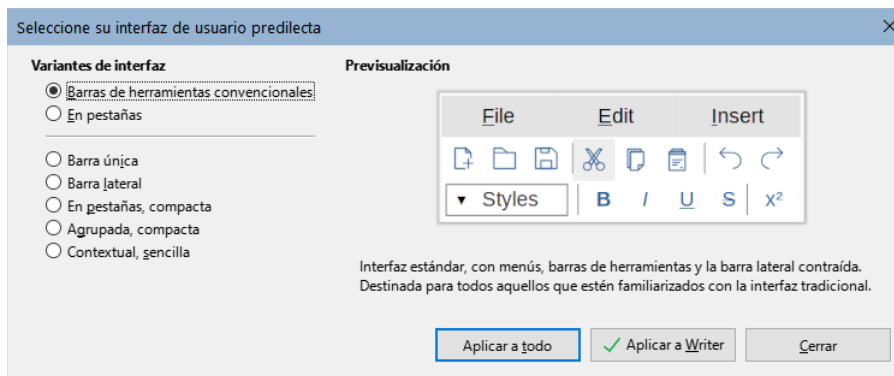 Seleccione su interfaz de usuario predilecta
Variantes de interfaz
Barras de herramientas convencionales
En pestañas
Barra única
Barra lateral
En pestañas, compacta
Agrupada, compacta
Contextual, sencilla
Previsualización
File Edit Insert
Styles B I U S x²
Interfaz estándar, con menús, barras de herramientas y la barra lateral contraída.
Destinada para todos aquellos que estén familiarizados con la interfaz tradicional.
Aplicar a todo Aplicar a Writer Cerrar